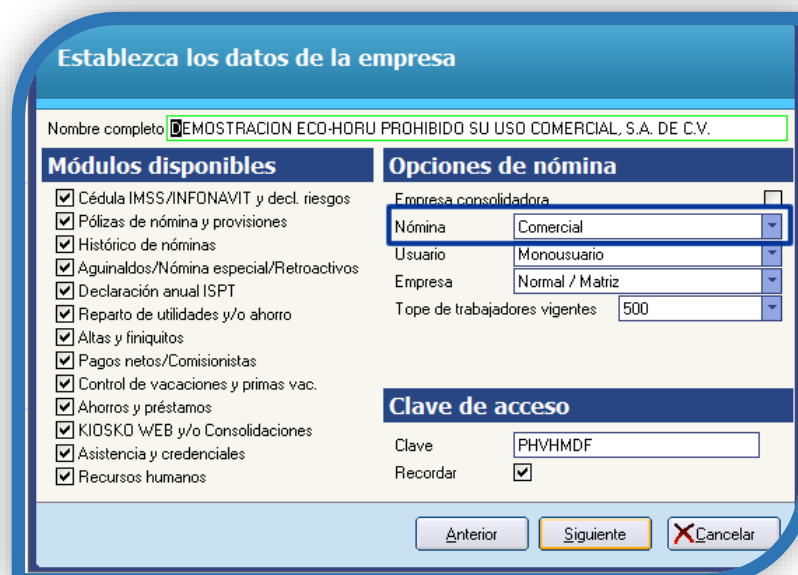 Establezca los datos de la empresa
Nombre completo DEMOSTRACION ECO-HORU PROHIBIDO SU USO COMERCIAL, S.A. DE C.V.
Módulos disponibles
Cédula IMSS/INFONAVIT y decl. riesgos
Pólizas de nómina y provisiones
Histórico de nóminas
Aguinaldos/Nómina especial/Retroactivos
Declaración anual ISPT
Reparto de utilidades y/o ahorro
Altas y finiquitos
Pagos netos/Comisionistas
Control de vacaciones y primas vac.
Ahorros y préstamos
KIOSKO WEB y/o Consolidaciones
Asistencia y credenciales
Recursos humanos
Opciones de nómina
Empresa consolidadora
Nómina Comercial
Usuario Monousuario
Empresa Normal / Matriz
Tope de trabajadores vigentes 500
Clave de acceso
Clave PHVHMDF
Recordar
Anterior Siguiente Cancelar